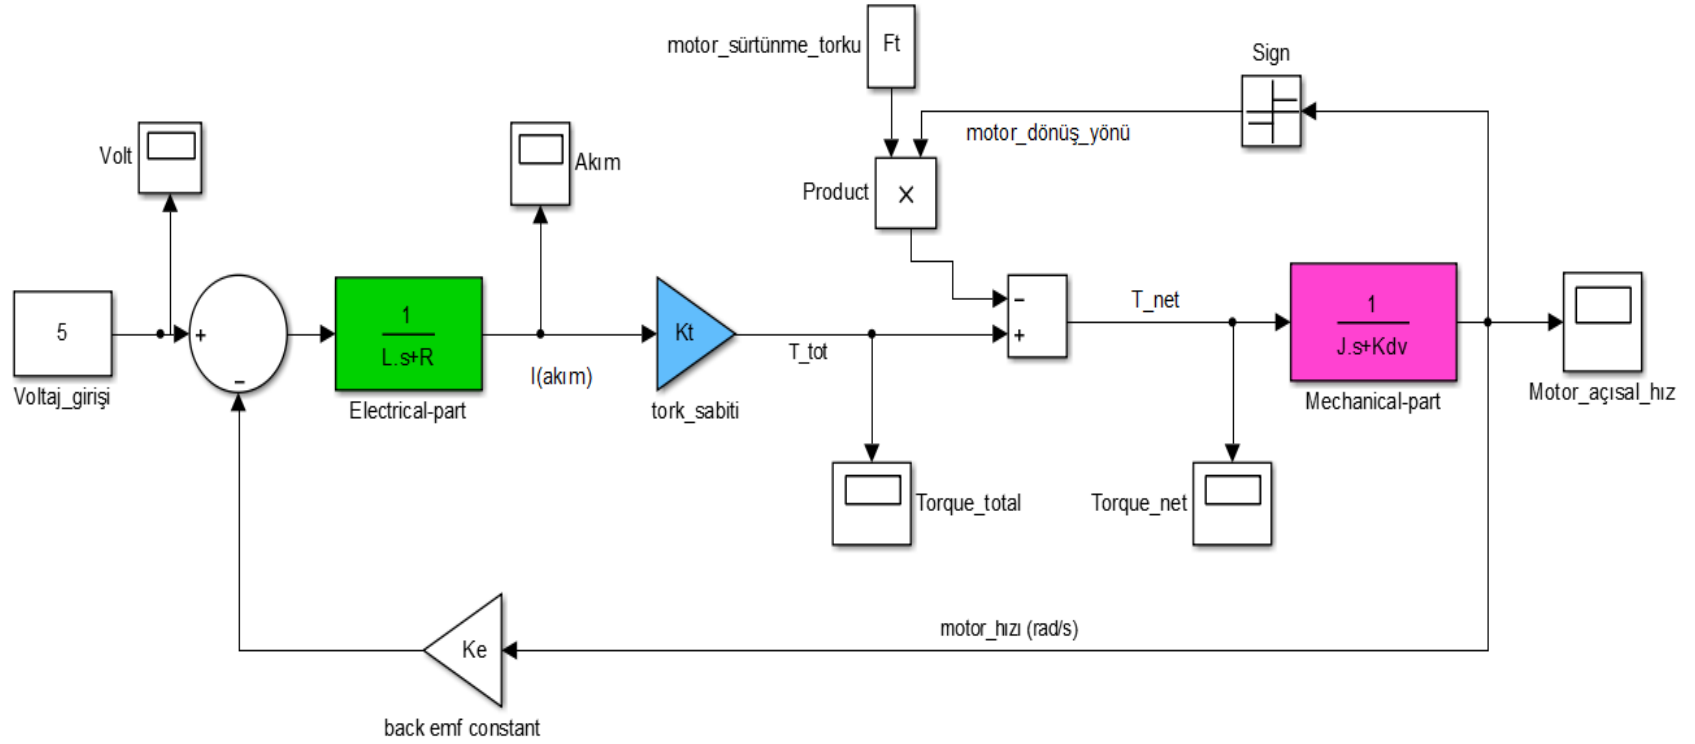 motor_sürtünme_torku
Ft
Sign
motor_dönüş_yönü
Volt
Akım
Product
×
5
+
−
1
L.s+R
Kt
T_tot
−
+
T_net
1
J.s+Kdv
Voltaj_girişi
Electrical-part
I(akım)
tork_sabiti
Mechanical-part
Motor_açısal_hız
Torque_total
Torque_net
motor_hızı (rad/s)
Ke
back emf constant